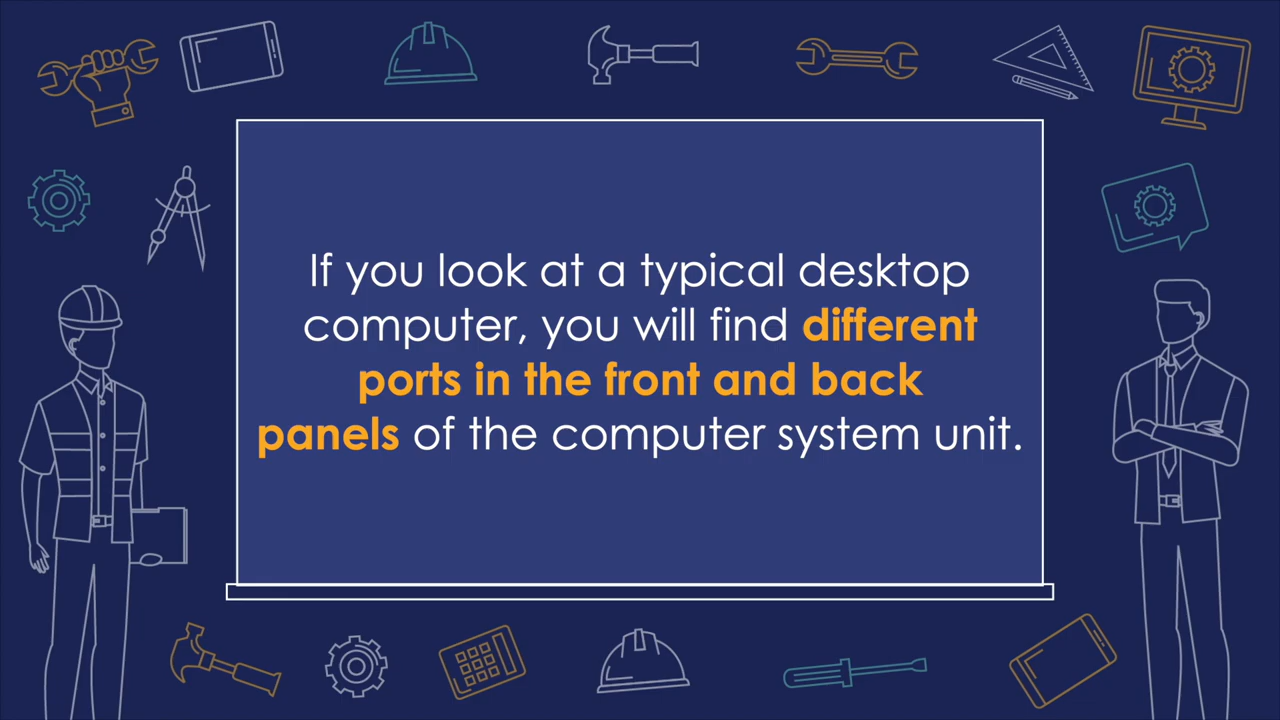 If you look at a typical desktop
computer, you will find different
ports in the front and back
panels of the computer system unit.